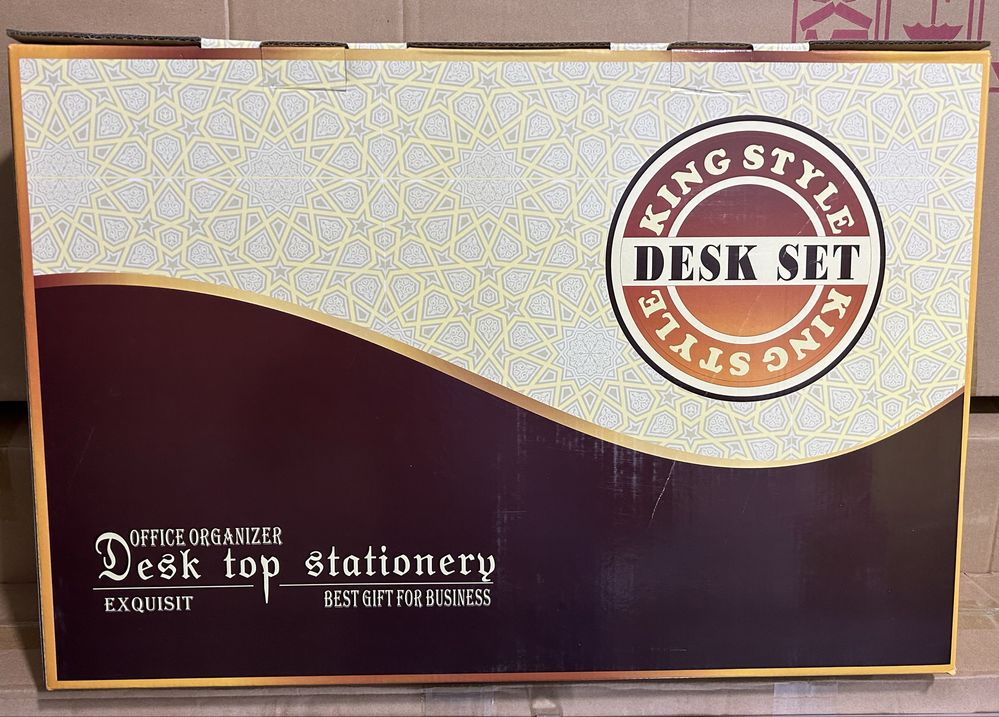 KING STYLE
DESK SET
KING STYLE
OFFICE ORGANIZER
Desk top stationery
EXQUISIT
BEST GIFT FOR BUSINESS